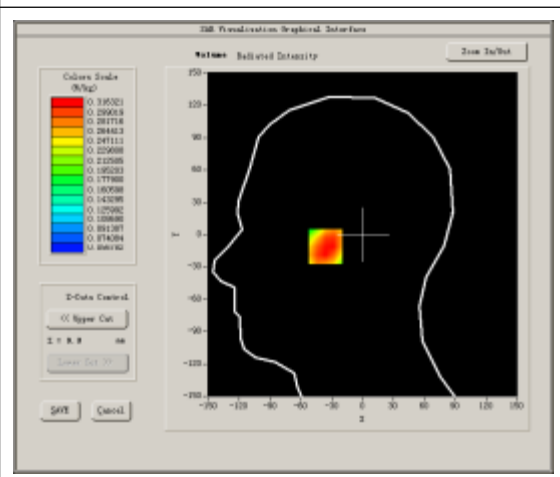 SAR Visualisation Graphical Interface
Volume Radiated Intensity
Zoom In/Out
Colors Scale
(W/kg)
0.316321
0.299019
0.281716
0.264413
0.247111
0.229808
0.212505
0.195203
0.177900
0.160598
0.143295
0.125992
0.091387
0.074084
150
120
90
60
30
0
-30
-60
-90
-120
-150
Y
-150 -120 -90 -60 -30 0 30 60 90 120 150
X
Z-Cuts Control
<< Upper Cut
mm
Lower Cut >>
SAVE
Cancel